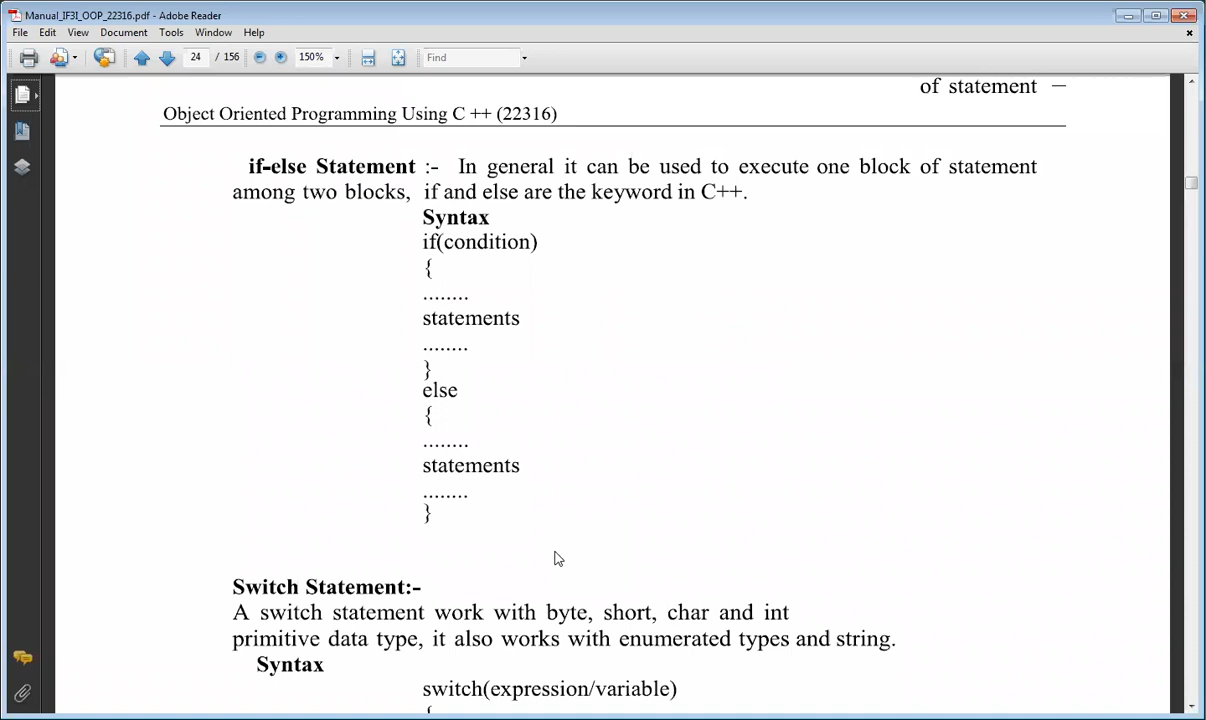 Manual_IF3I_OOP_22316.pdf - Adobe Reader
File Edit View Document Tools Window Help
24 / 156 150% Find
of statement –
Object Oriented Programming Using C ++ (22316)
if-else Statement :- In general it can be used to execute one block of statement
among two blocks, if and else are the keyword in C++.
Syntax
if(condition)
{
........
statements
........
}
else
{
........
statements
........
}
Switch Statement:-
A switch statement work with byte, short, char and int
primitive data type, it also works with enumerated types and string.
Syntax
switch(expression/variable)
{